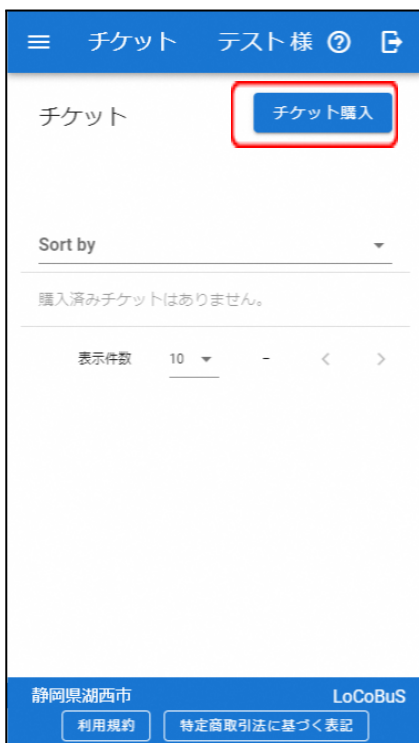 チケット テスト 様
チケット
チケット購入
Sort by
購入済みチケットはありません。
表示件数 10 –
静岡県湖西市 LoCoBuS
利用規約 特定商取引法に基づく表記